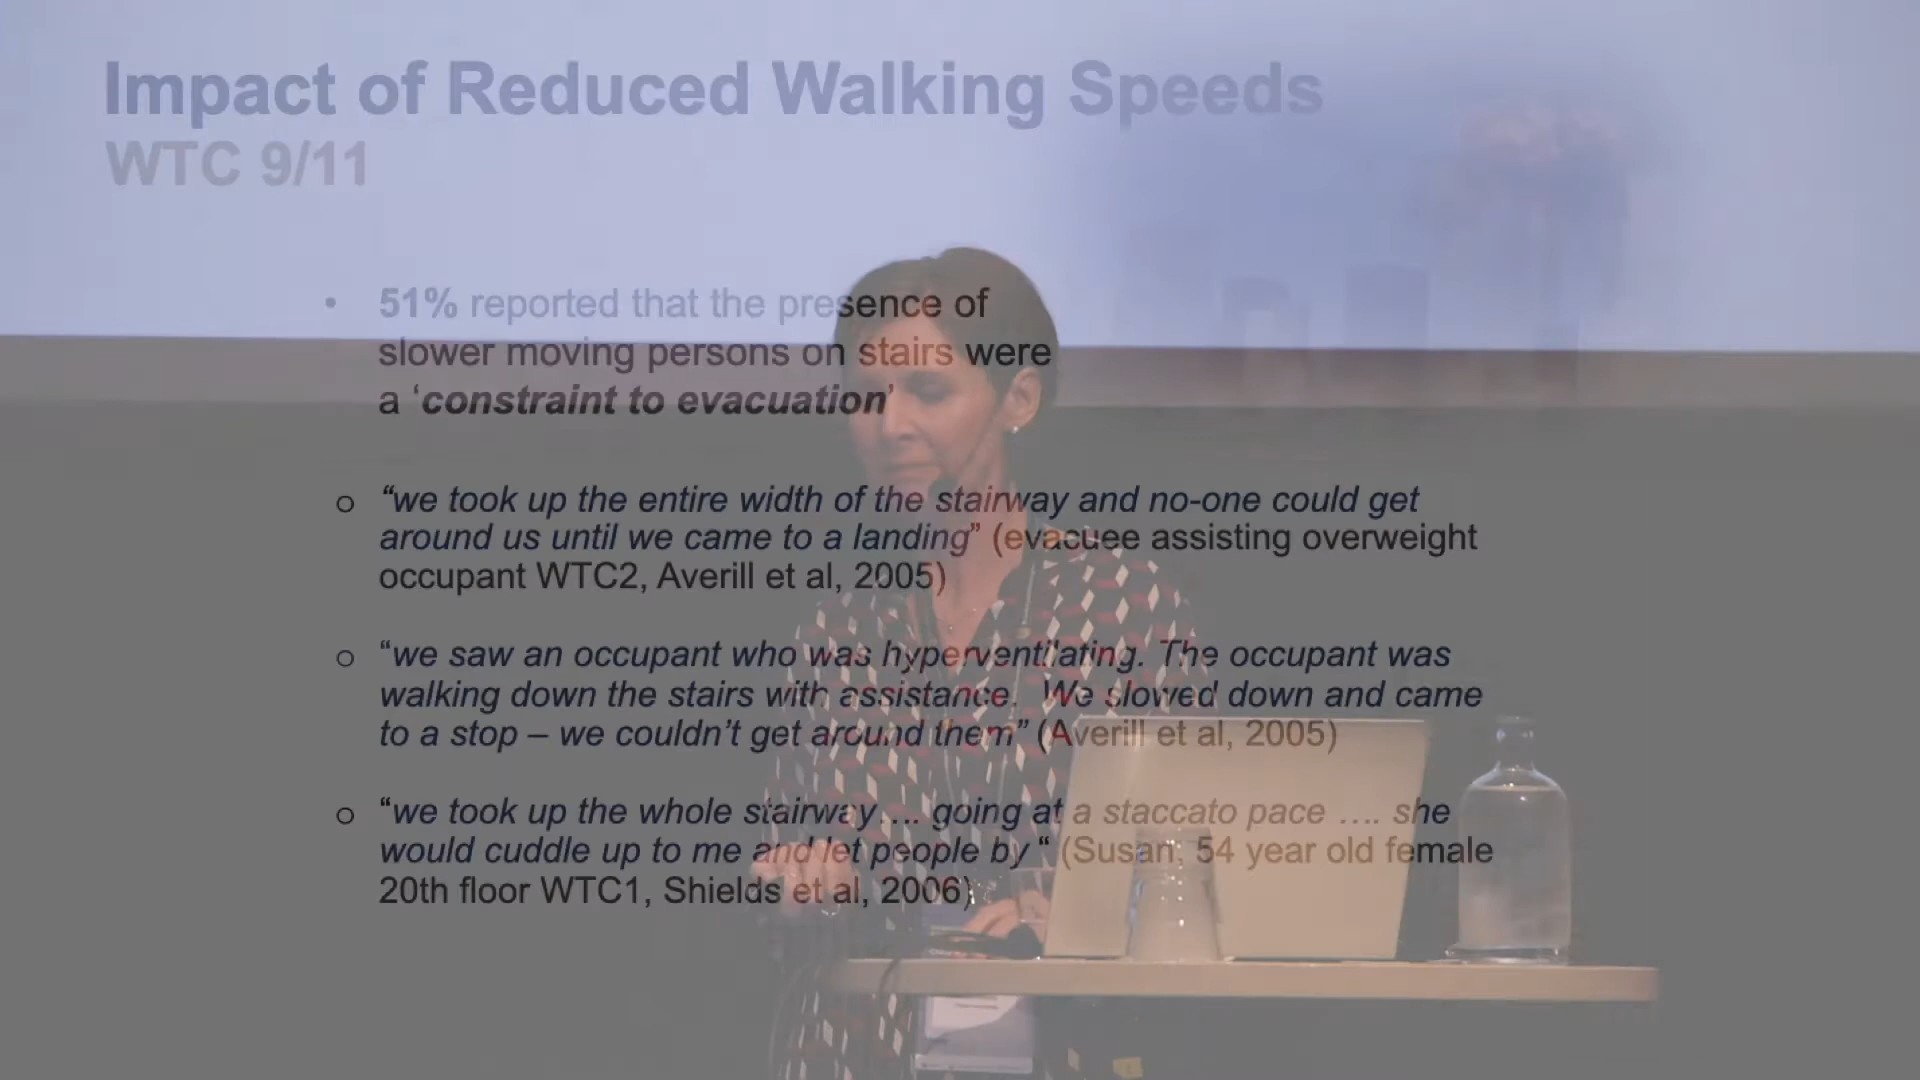 Impact of Reduced Walking Speeds
WTC 9/11
• 51% reported that the presence of
slower moving persons on stairs were
a ‘constraint to evacuation’
o “we took up the entire width of the stairway and no-one could get
around us until we came to a landing” (evacuee assisting overweight
occupant WTC2, Averill et al, 2005)
o “we saw an occupant who was hyperventilating. The occupant was
walking down the stairs with assistance.  We slowed down and came
to a stop – we couldn’t get around them” (Averill et al, 2005)
o “we took up the whole stairway…. going at a staccato pace …. she
would cuddle up to me and let people by “ (Susan, 54 year old female
20th floor WTC1, Shields et al, 2006)